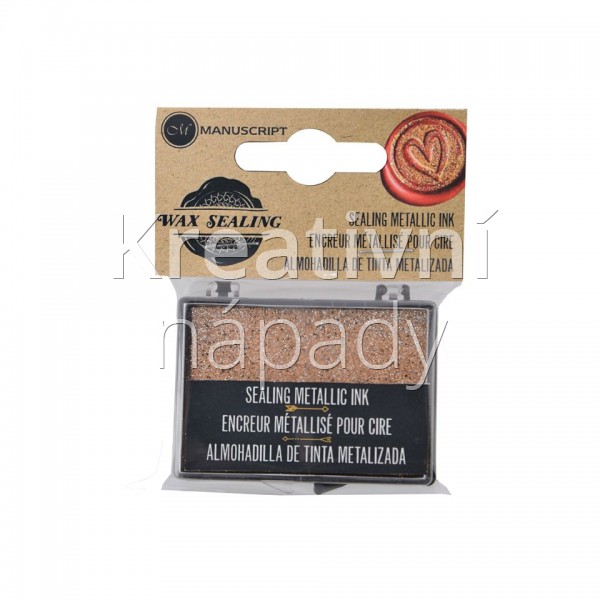 M MANUSCRIPT
WAX SEALING
SEALING METALLIC INK
ENCREUR MÉTALLISÉ POUR CIRE
ALMOHADILLA DE TINTA METALIZADA
Kreativní
nápady
SEALING METALLIC INK
ENCREUR MÉTALLISÉ POUR CIRE
ALMOHADILLA DE TINTA METALIZADA